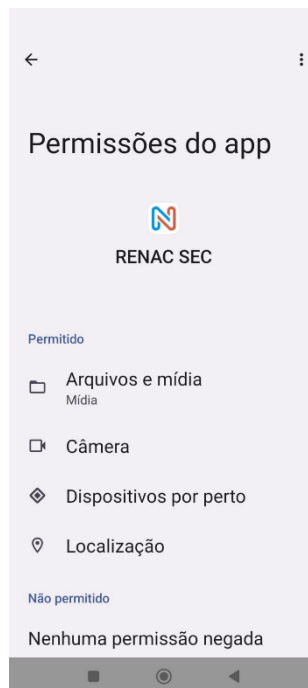 Permissões do app
RENAC SEC
Permitido
Arquivos e mídia
Mídia
Câmera
Dispositivos por perto
Localização
Não permitido
Nenhuma permissão negada